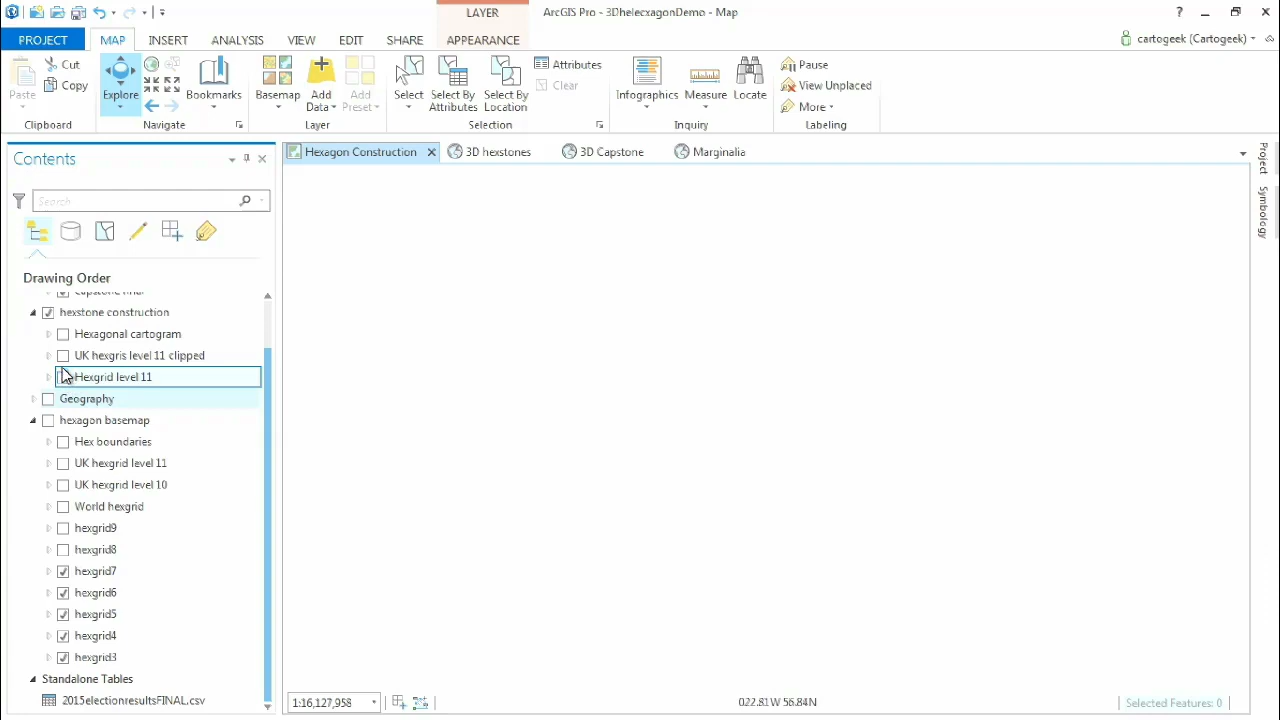 ArcGIS Pro - 3Dhelecxagon​Demo - Map
LAYER
PROJECT MAP INSERT ANALYSIS VIEW EDIT SHARE APPEARANCE
cartogeek (Cartogeek)
Paste
Cut
Copy
Clipboard
Explore
Bookmarks
Navigate
Basemap
Add Data
Add Preset
Layer
Select
Select By Attributes
Select By Location
Attributes
Clear
Selection
Infographics
Measure
Locate
Inquiry
Pause
View Unplaced
More
Labeling
Contents
Search
Drawing Order
hexstone construction
Hexagonal cartogram
UK hexgris level 11 clipped
Hexgrid level 11
Geography
hexagon basemap
Hex boundaries
UK hexgrid level 11
UK hexgrid level 10
World hexgrid
hexgrid9
hexgrid8
hexgrid7
hexgrid6
hexgrid5
hexgrid4
hexgrid3
Standalone Tables
2015electionresultsFINAL.csv
Hexagon Construction
3D hexstones
3D Capstone
Marginalia
1:16,127,958
022.81W 56.84N
Selected Features: 0
Project
Symbology